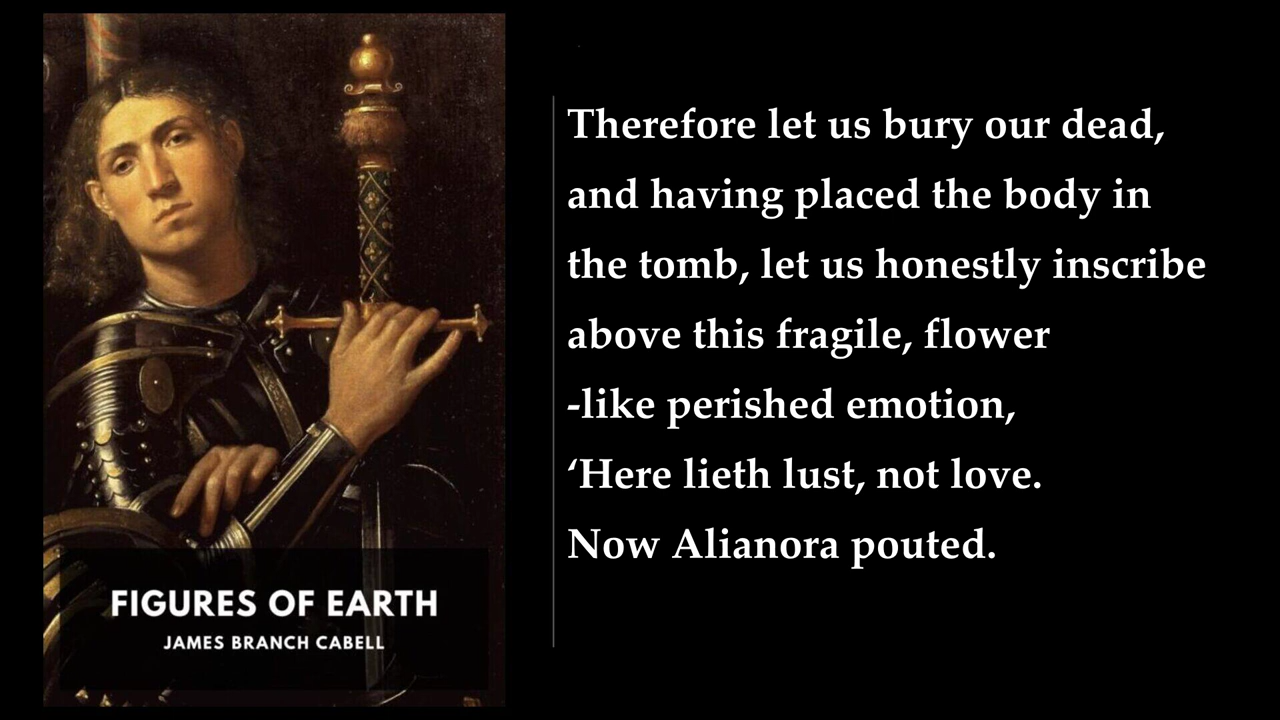 FIGURES OF EARTH
JAMES BRANCH CABELL
Therefore let us bury our dead,
and having placed the body in
the tomb, let us honestly inscribe
above this fragile, flower
-like perished emotion,
‘Here lieth lust, not love.
Now Alianora pouted.